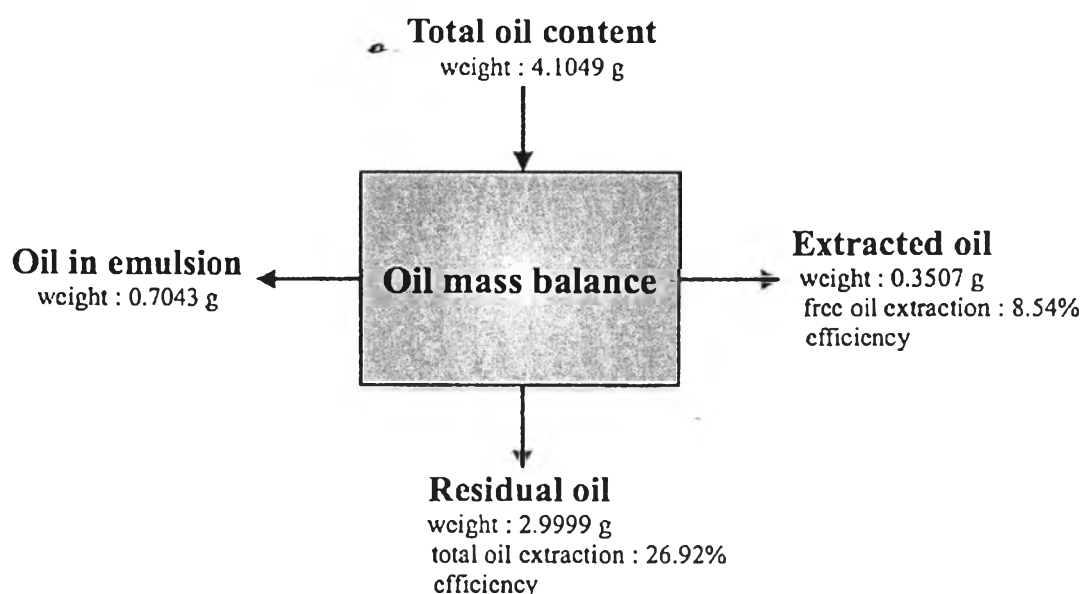 Total oil content
weight : 4.1049 g
Oil in emulsion
weight : 0.7043 g
Oil mass balance
Extracted oil
weight : 0.3507 g
free oil extraction : 8.54%
efficiency
Residual oil
weight : 2.9999 g
total oil extraction : 26.92%
efficiency